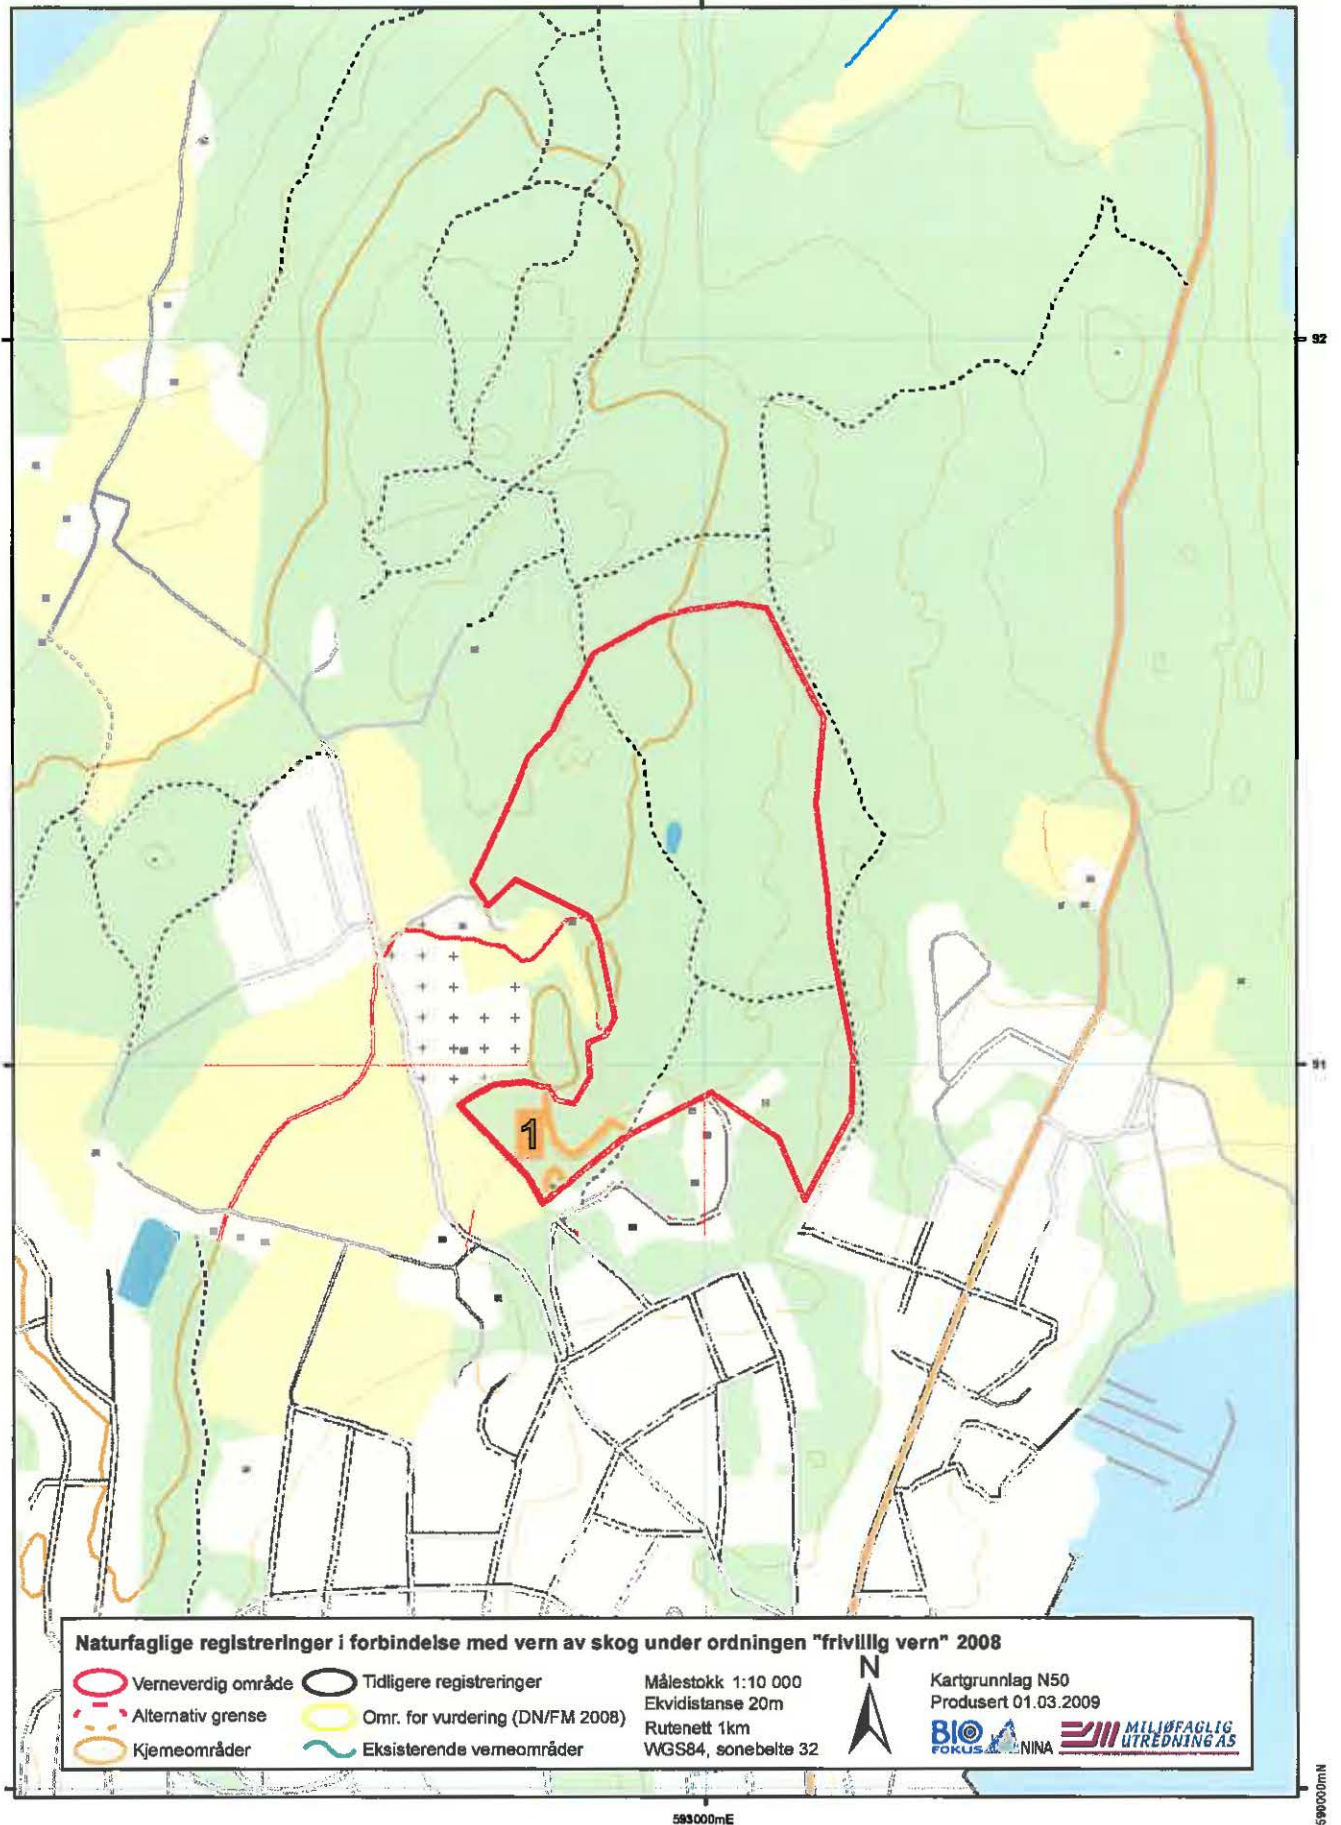 92
91
1
Naturfaglige registreringer i forbindelse med vern av skog under ordningen "frivillig vern" 2008
Verneverdig område
Tidligere registreringer
Målestokk 1:10 000
N
Kartgrunnlag N50
Alternativ grense
Omr. for vurdering (DN/FM 2008)
Ekvidistanse 20m
Produsert 01.03.2009
Kjerneområder
Eksisterende verneområder
Rutenett 1km
WGS84, sonebelte 32
BIO
FOKUS
NINA
MILJØFAGLIG
UTREDNING AS
593000mE